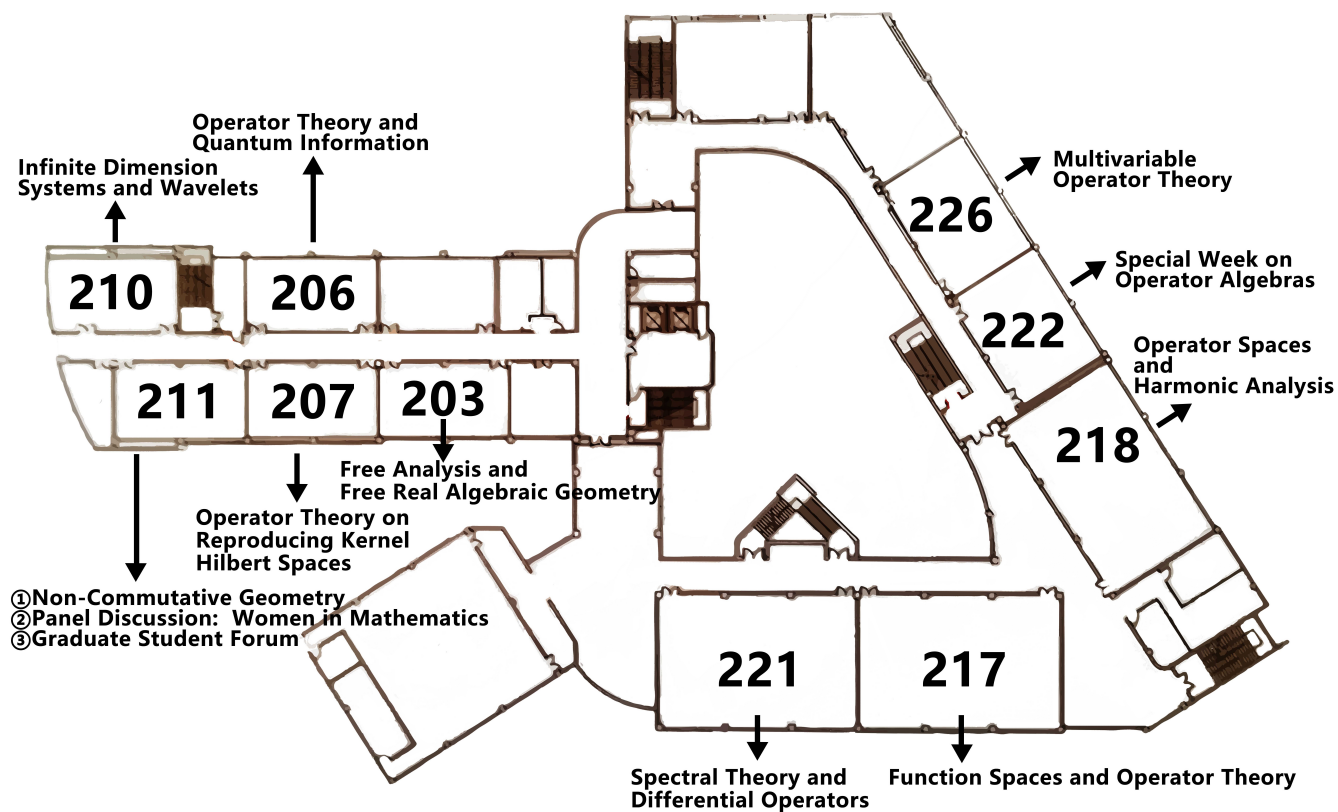 Operator Theory and
Quantum Information
Infinite Dimension
Systems and Wavelets
Multivariable
Operator Theory
226
Special Week on
Operator Algebras
210
206
222
Operator Spaces
and
Harmonic Analysis
211
207
203
218
Free Analysis and
Free Real Algebraic Geometry
Operator Theory on
Reproducing Kernel
Hilbert Spaces
①Non-Commutative Geometry
②Panel Discussion: Women in Mathematics
③Graduate Student Forum
221
217
Spectral Theory and
Differential Operators
Function Spaces and Operator Theory